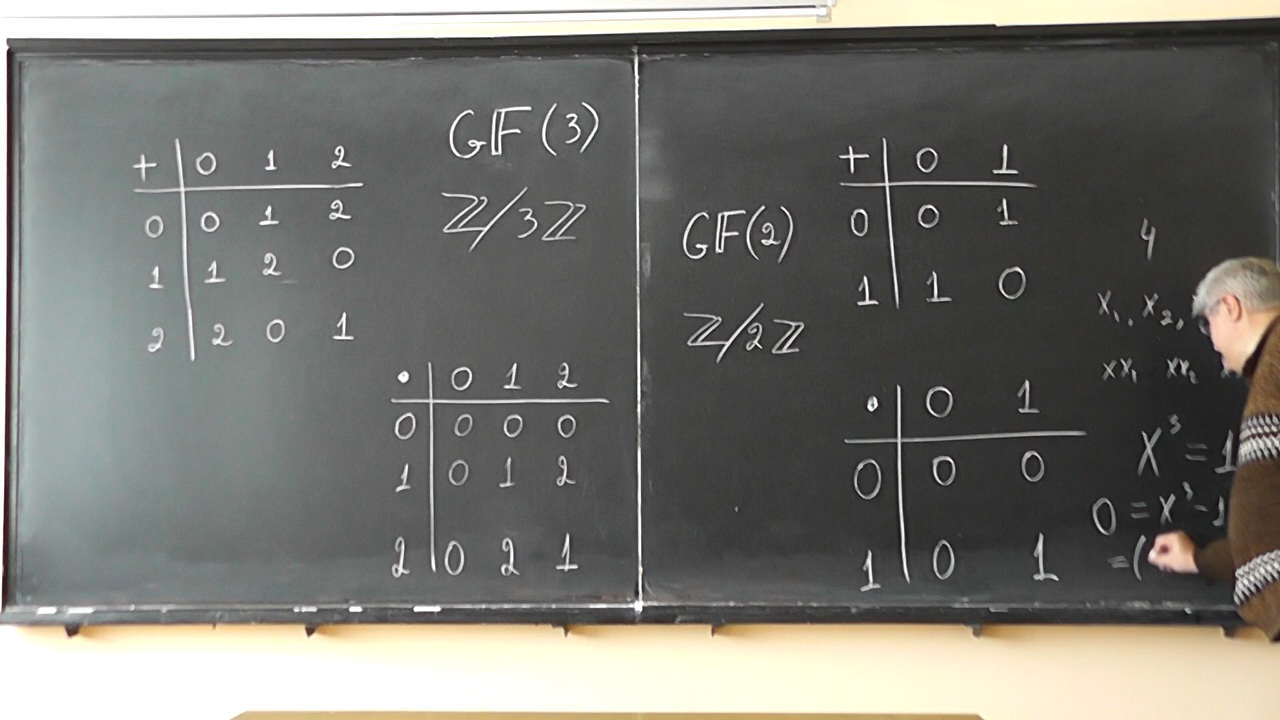 GF(3)
ℤ/3ℤ
+ 0 1 2
0 0 1 2
1 1 2 0
2 2 0 1
· 0 1 2
0 0 0 0
1 0 1 2
2 0 2 1
GF(2)
ℤ/2ℤ
+ 0 1
0 0 1
1 1 0
· 0 1
0 0 0
1 0 1
4
x₁, x₂,
xx₁ xx₂
X³ = 1
0 = x³ - 1
= (